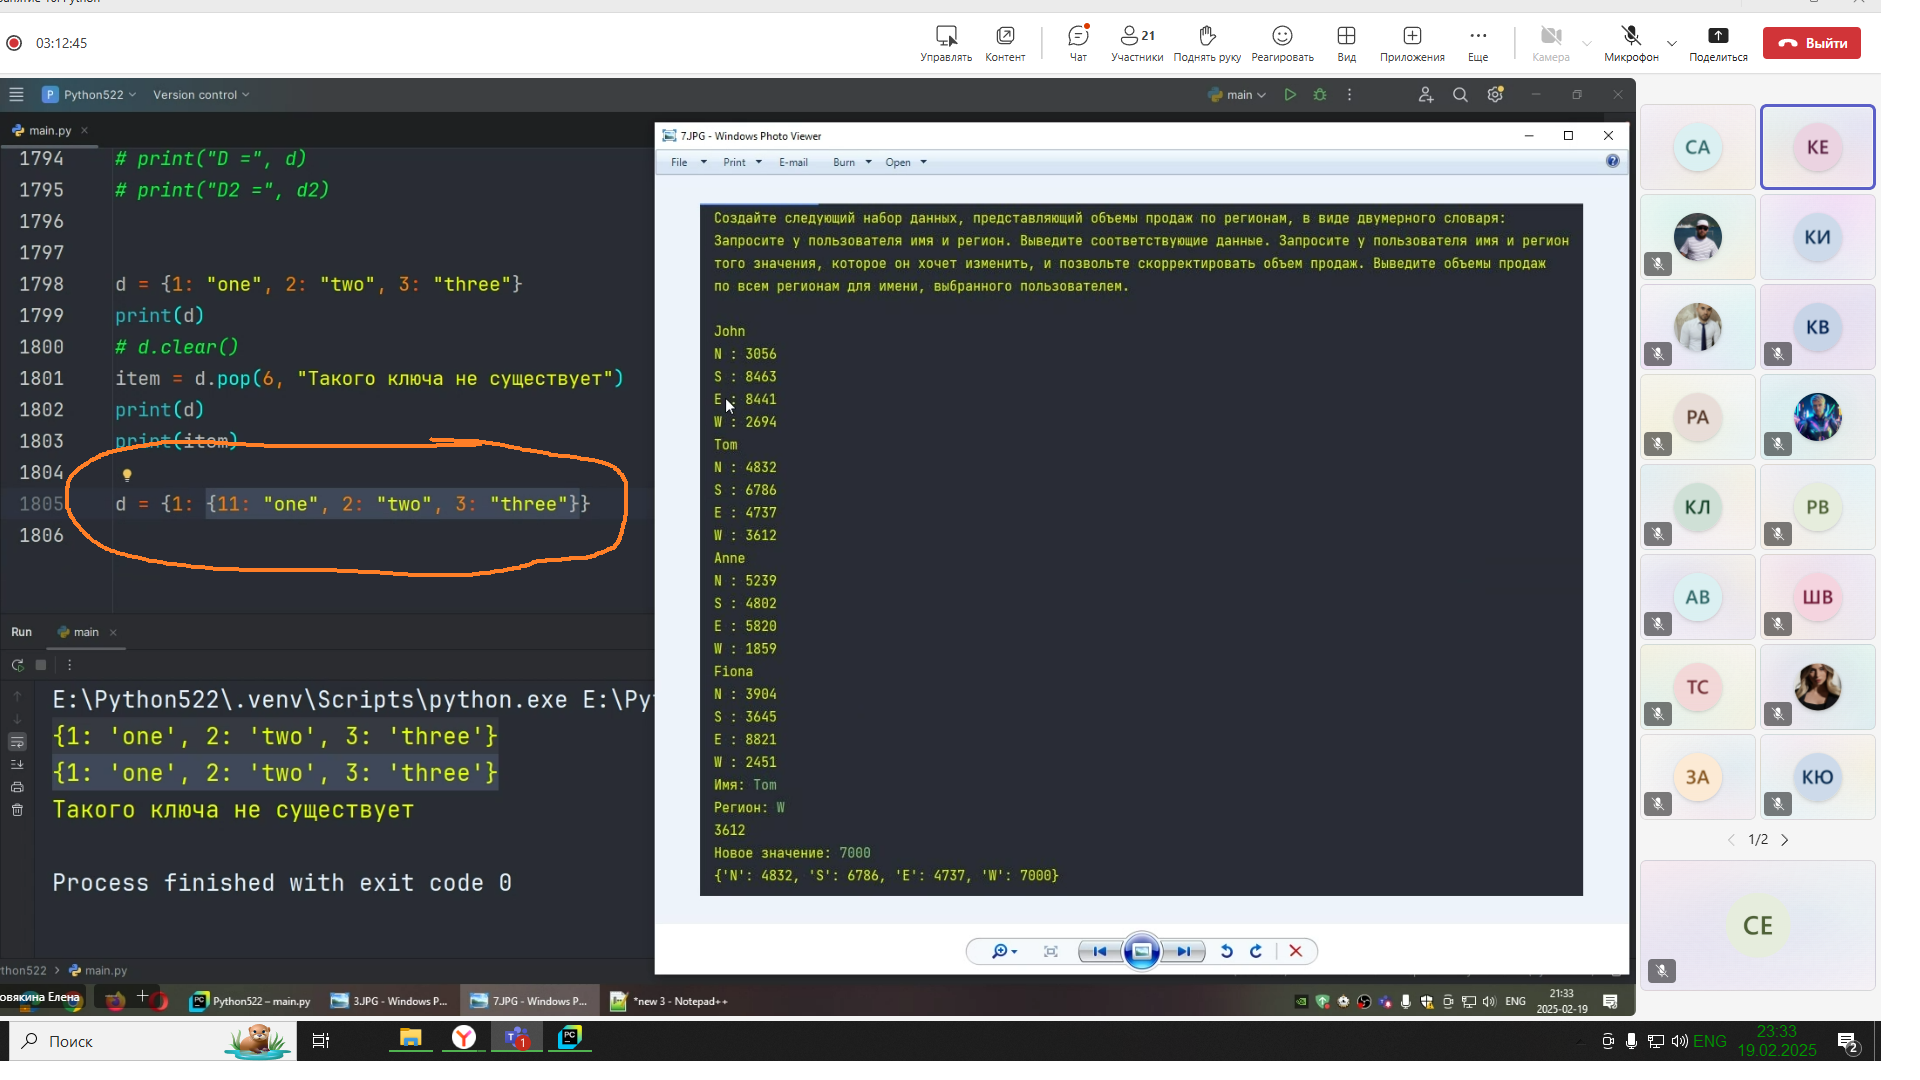 03:12:45
Управлять
Контент
Чат
21
Участники
Поднять руку
Реагировать
Вид
Приложения
Еще
Камера
Микрофон
Поделиться
Выйти
P Python522 Version control
main
main.py
1794 # print("D =", d)
1795 # print("D2 =", d2)
1796
1797
1798 d = {1: "one", 2: "two", 3: "three"}
1799 print(d)
1800 # d.clear()
1801 item = d.pop(6, "Такого ключа не существует")
1802 print(d)
1803 print(item)
1804
1805 d = {1: {11: "one", 2: "two", 3: "three"}}
1806
Run main
E:\Python522\.venv\Scripts\python.exe E:\Py
{1: 'one', 2: 'two', 3: 'three'}
{1: 'one', 2: 'two', 3: 'three'}
Такого ключа не существует
Process finished with exit code 0
thon522 > main.py
7.JPG - Windows Photo Viewer
File Print E-mail Burn Open
Создайте следующий набор данных, представляющий объемы продаж по регионам, в виде двумерного словаря:
Запросите у пользователя имя и регион. Выведите соответствующие данные. Запросите у пользователя имя и регион
того значения, которое он хочет изменить, и позвольте скорректировать объем продаж. Выведите объемы продаж
по всем регионам для имени, выбранного пользователем.
John
N : 3056
S : 8463
E : 8441
W : 2694
Tom
N : 4832
S : 6786
E : 4737
W : 3612
Anne
N : 5239
S : 4802
E : 5820
W : 1859
Fiona
N : 3904
S : 3645
E : 8821
W : 2451
Имя: Tom
Регион: W
3612
Новое значение: 7000
{'N': 4832, 'S': 6786, 'E': 4737, 'W': 7000}
СА
КЕ
КИ
КВ
РА
КЛ
РВ
АВ
ШВ
ТС
ЗА
КЮ
1/2
СЕ
овякина Елена
Python522 – main.py
3.JPG - Windows P...
7.JPG - Windows P...
*new 3 - Notepad++
ENG
21:33
2025-02-19
Поиск
1
ENG
23:33
19.02.2025
2